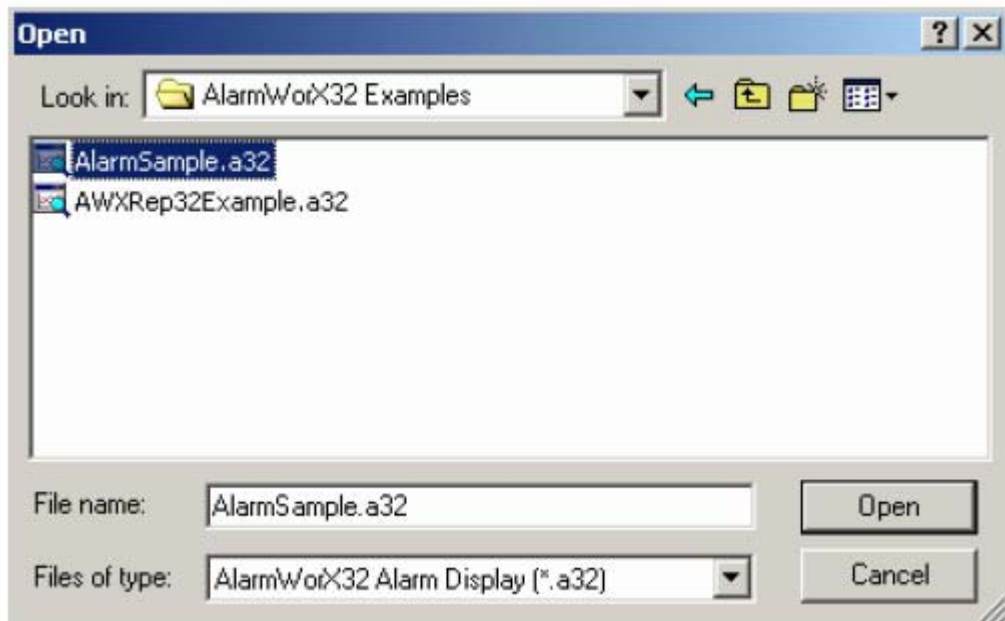 Open
Look in: AlarmWorX32 Examples
AlarmSample.a32
AWXRep32Example.a32
File name: AlarmSample.a32 Open
Files of type: AlarmWorX32 Alarm Display (*.a32) Cancel